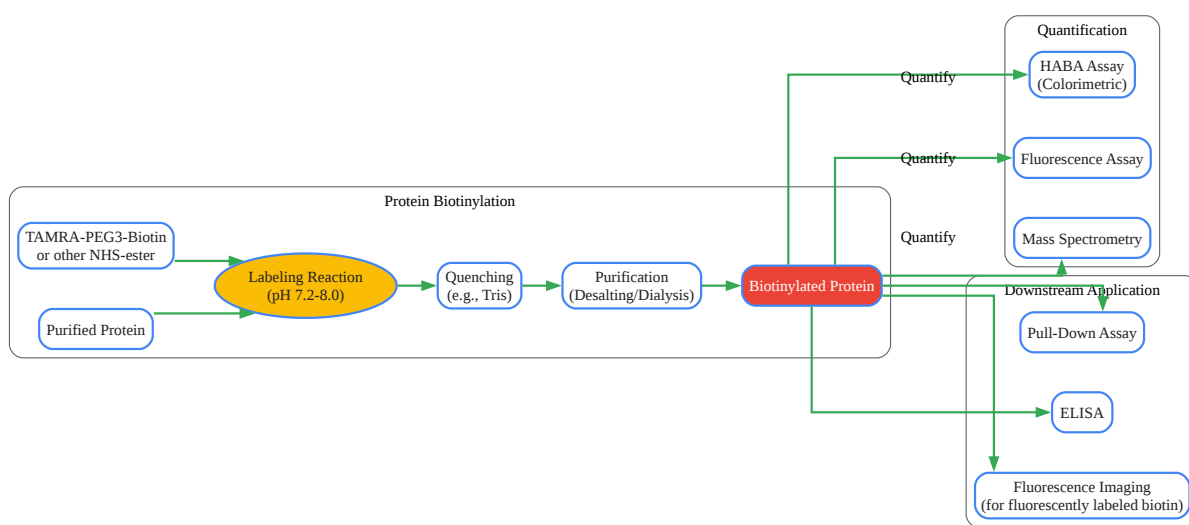 Protein Biotinylation
TAMRA-PEG3-Biotin
or other NHS-ester
Purified Protein
Labeling Reaction
(pH 7.2-8.0)
Quenching
(e.g., Tris)
Purification
(Desalting/Dialysis)
Biotinylated Protein
Quantify
Quantify
Quantify
Quantification
HABA Assay
(Colorimetric)
Fluorescence Assay
Mass Spectrometry
Downstream Application
Pull-Down Assay
ELISA
Fluorescence Imaging
(for fluorescently labeled biotin)